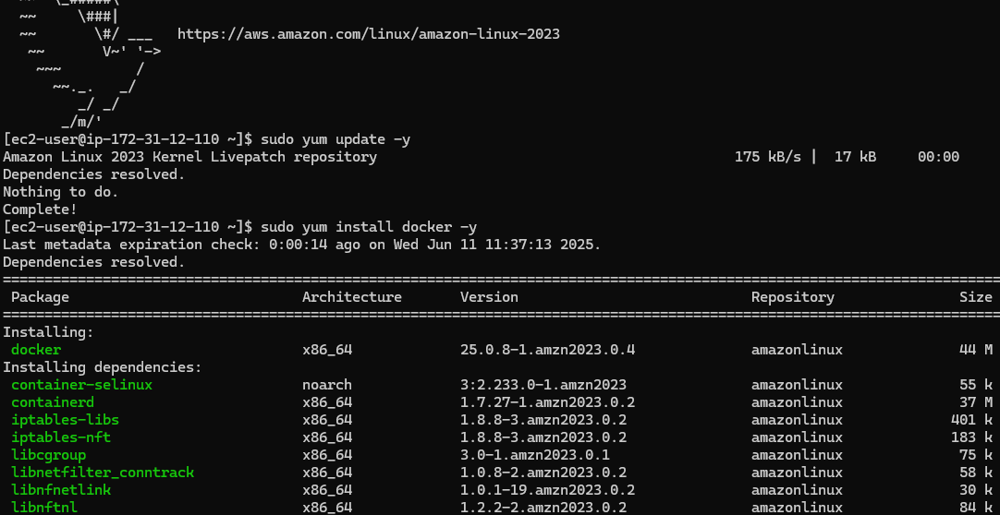 ~~   \_#####\
~~      \###|
~~       \#/ ___   https://aws.amazon.com/linux/amazon-linux-2023
~~       V~' '->
~~~         /
~~._.   _/
_/ _/
_/m/'
[ec2-user@ip-172-31-12-110 ~]$ sudo yum update -y
Amazon Linux 2023 Kernel Livepatch repository 175 kB/s | 17 kB 00:00
Dependencies resolved.
Nothing to do.
Complete!
[ec2-user@ip-172-31-12-110 ~]$ sudo yum install docker -y
Last metadata expiration check: 0:00:14 ago on Wed Jun 11 11:37:13 2025.
Dependencies resolved.
Package Architecture Version Repository Size
Installing:
docker x86_64 25.0.8-1.amzn2023.0.4 amazonlinux 44 M
Installing dependencies:
container-selinux noarch 3:2.233.0-1.amzn2023 amazonlinux 55 k
containerd x86_64 1.7.27-1.amzn2023.0.2 amazonlinux 37 M
iptables-libs x86_64 1.8.8-3.amzn2023.0.2 amazonlinux 401 k
iptables-nft x86_64 1.8.8-3.amzn2023.0.2 amazonlinux 183 k
libcgroup x86_64 3.0-1.amzn2023.0.1 amazonlinux 75 k
libnetfilter_conntrack x86_64 1.0.8-2.amzn2023.0.2 amazonlinux 58 k
libnfnetlink x86_64 1.0.1-19.amzn2023.0.2 amazonlinux 30 k
libnftnl x86_64 1.2.2-2.amzn2023.0.2 amazonlinux 84 k